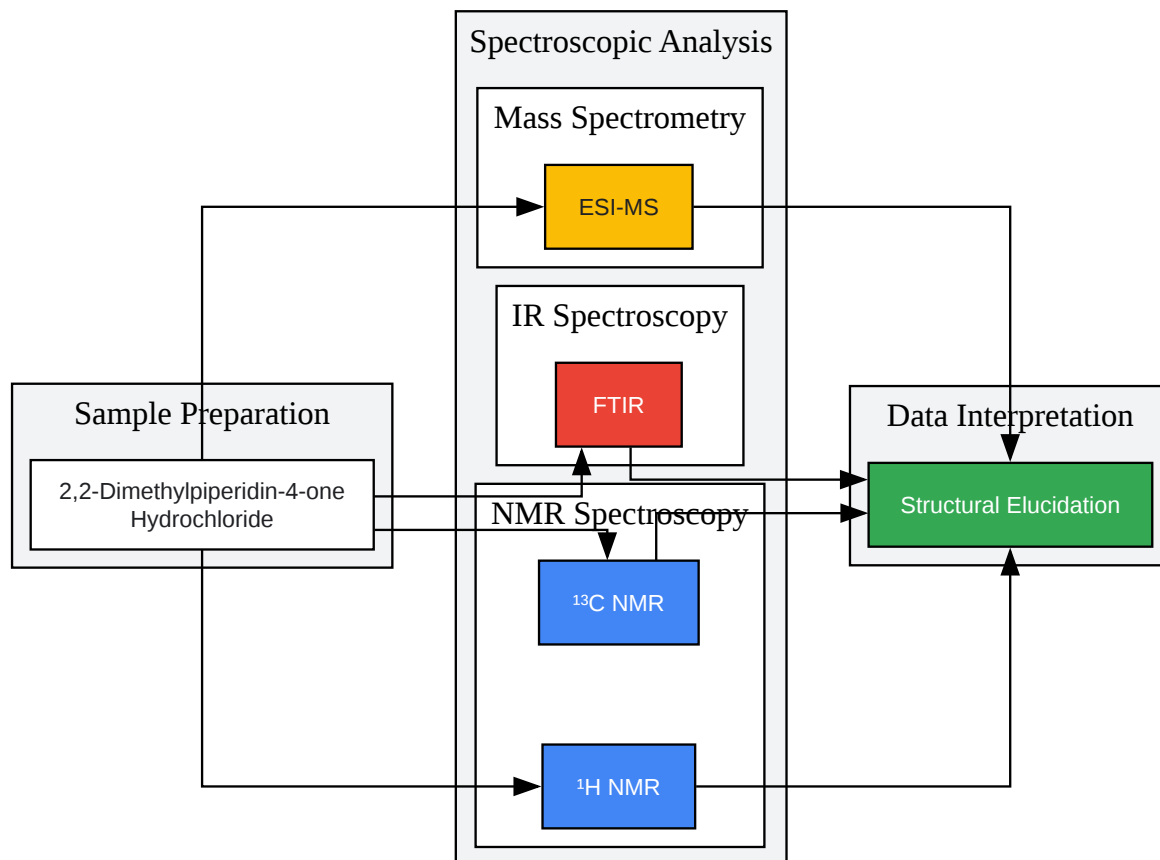 Spectroscopic Analysis
Mass Spectrometry
ESI-MS
IR Spectroscopy
FTIR
Sample Preparation
2,2-Dimethylpiperidin-4-one
Hydrochloride
Data Interpretation
Structural Elucidation
NMR Spectroscopy
¹³C NMR
¹H NMR